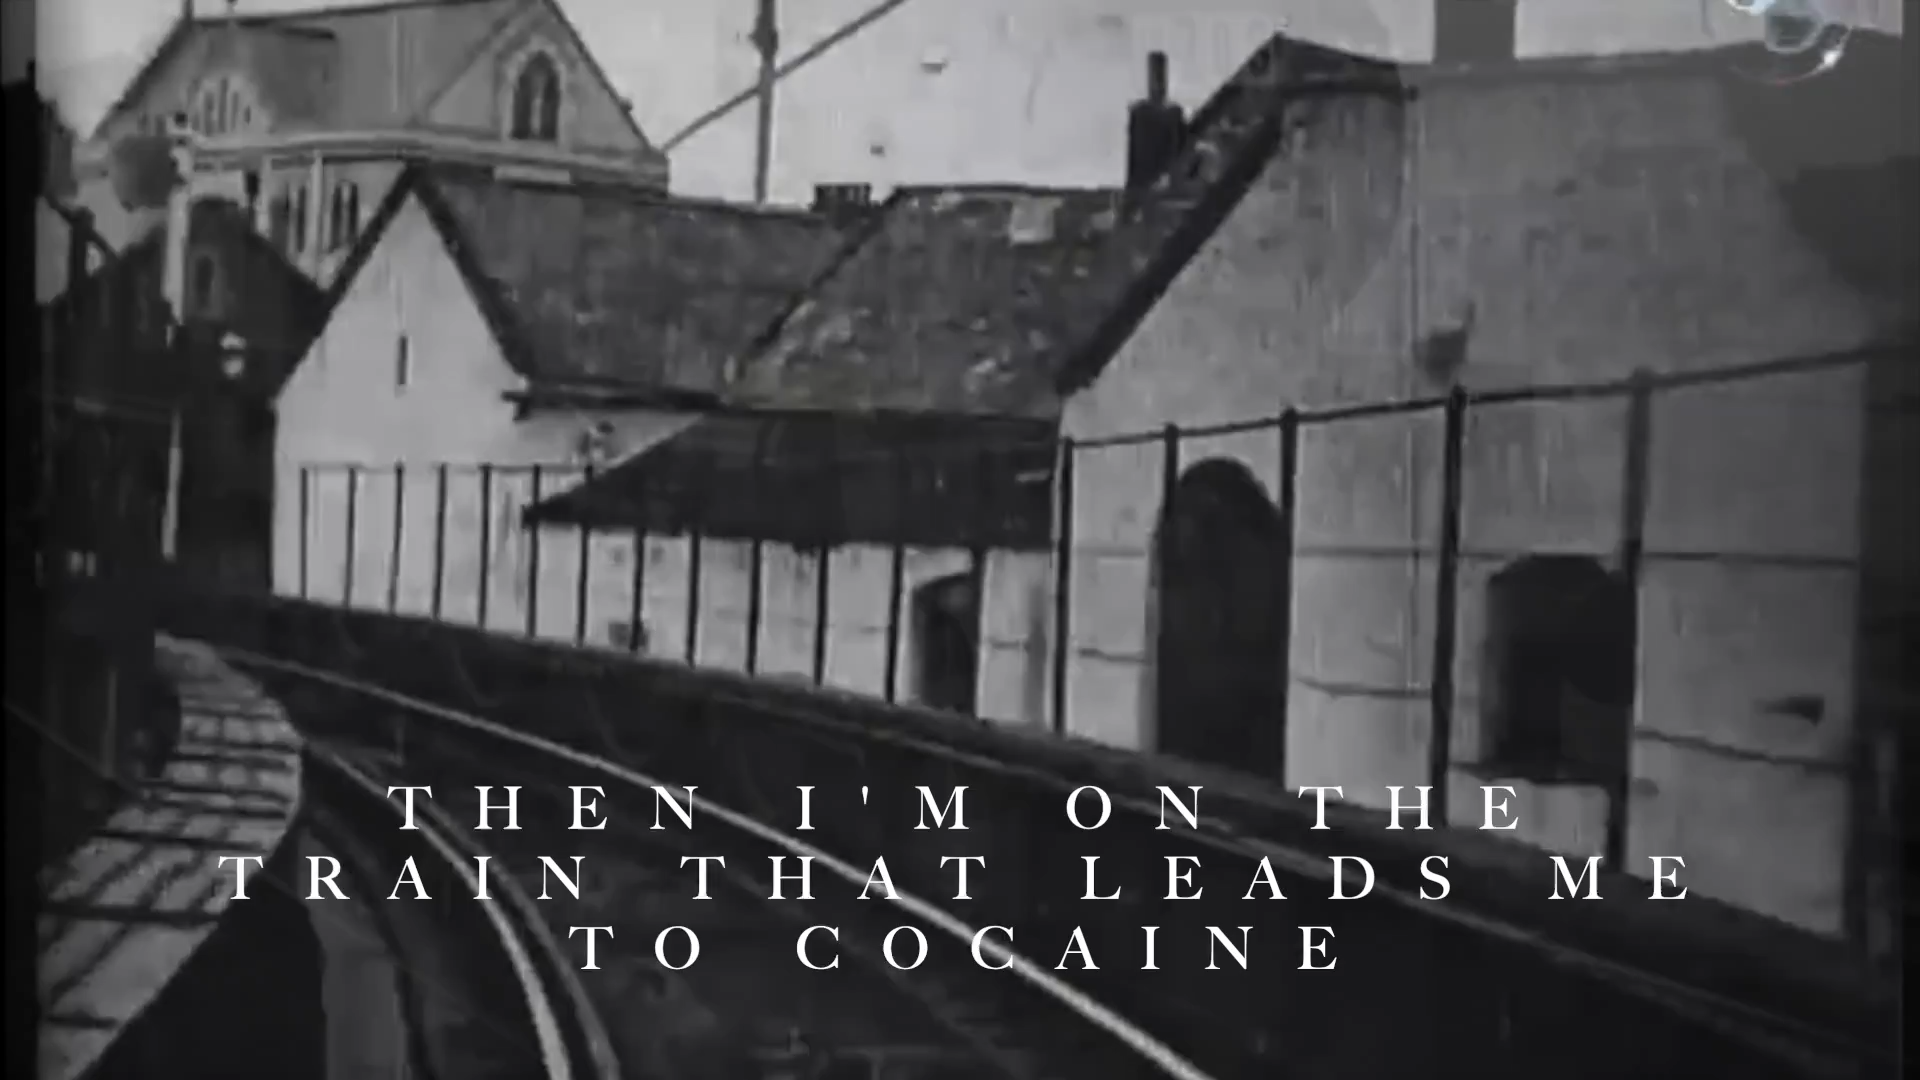 THEN I'M ON THE
TRAIN THAT LEADS ME
TO COCAINE